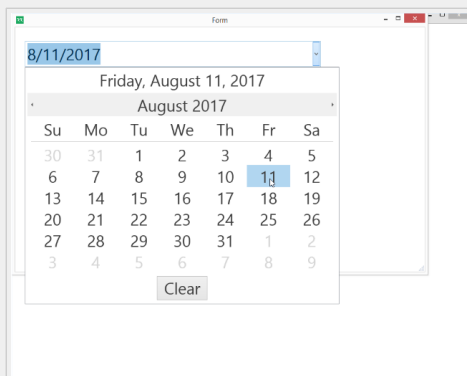 Form
8/11/2017
Friday, August 11, 2017
August 2017
Su Mo Tu We Th Fr Sa
30 31 1 2 3 4 5
6 7 8 9 10 11 12
13 14 15 16 17 18 19
20 21 22 23 24 25 26
27 28 29 30 31 1 2
3 4 5 6 7 8 9
Clear